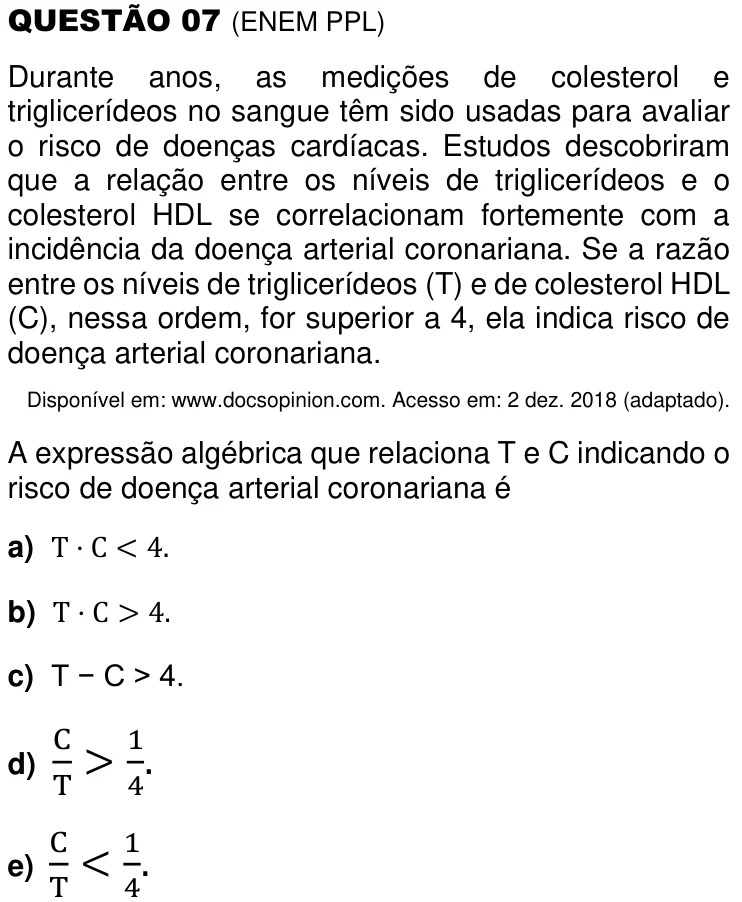 QUESTÃO 07 (ENEM PPL)
Durante anos, as medições de colesterol e
triglicerídeos no sangue têm sido usadas para avaliar
o risco de doenças cardíacas. Estudos descobriram
que a relação entre os níveis de triglicerídeos e o
colesterol HDL se correlacionam fortemente com a
incidência da doença arterial coronariana. Se a razão
entre os níveis de triglicerídeos (T) e de colesterol HDL
(C), nessa ordem, for superior a 4, ela indica risco de
doença arterial coronariana.
Disponível em: www.docsopinion.com. Acesso em: 2 dez. 2018 (adaptado).
A expressão algébrica que relaciona T e C indicando o
risco de doença arterial coronariana é
a) T · C < 4.
b) T · C > 4.
c) T − C > 4.
d) C/T > 1/4.
e) C/T < 1/4.